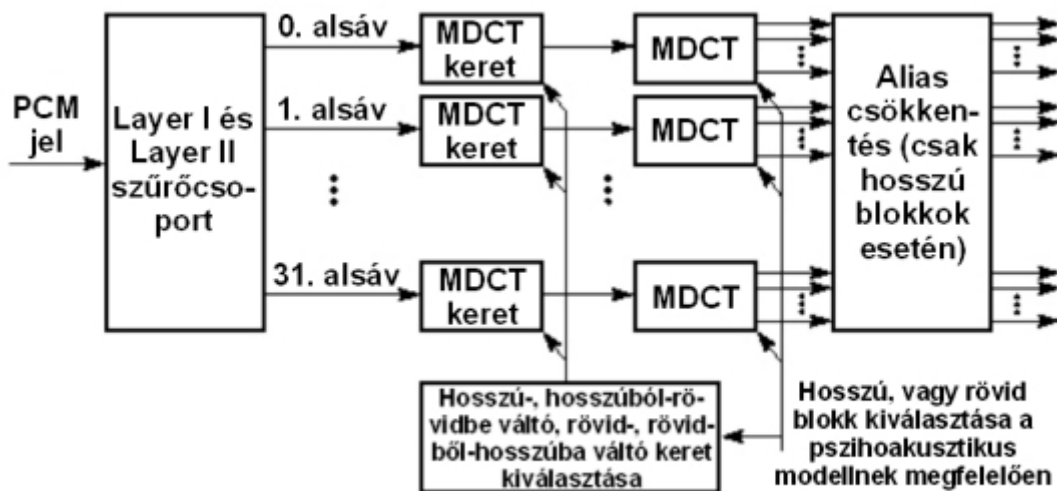 PCM
jel
Layer I és
Layer II
szűrőcso-
port
0. alsáv
1. alsáv
31. alsáv
MDCT
keret
MDCT
keret
MDCT
keret
MDCT
MDCT
MDCT
Alias
csökken-
tés (csak
hosszú
blokkok
esetén)
Hosszú-, hosszúból-rö-
vidbe váltó, rövid-, rövid-
ből-hosszúba váltó keret
kiválasztása
Hosszú, vagy rövid
blokk kiválasztása a
pszihoakusztikus
modellnek megfelelően